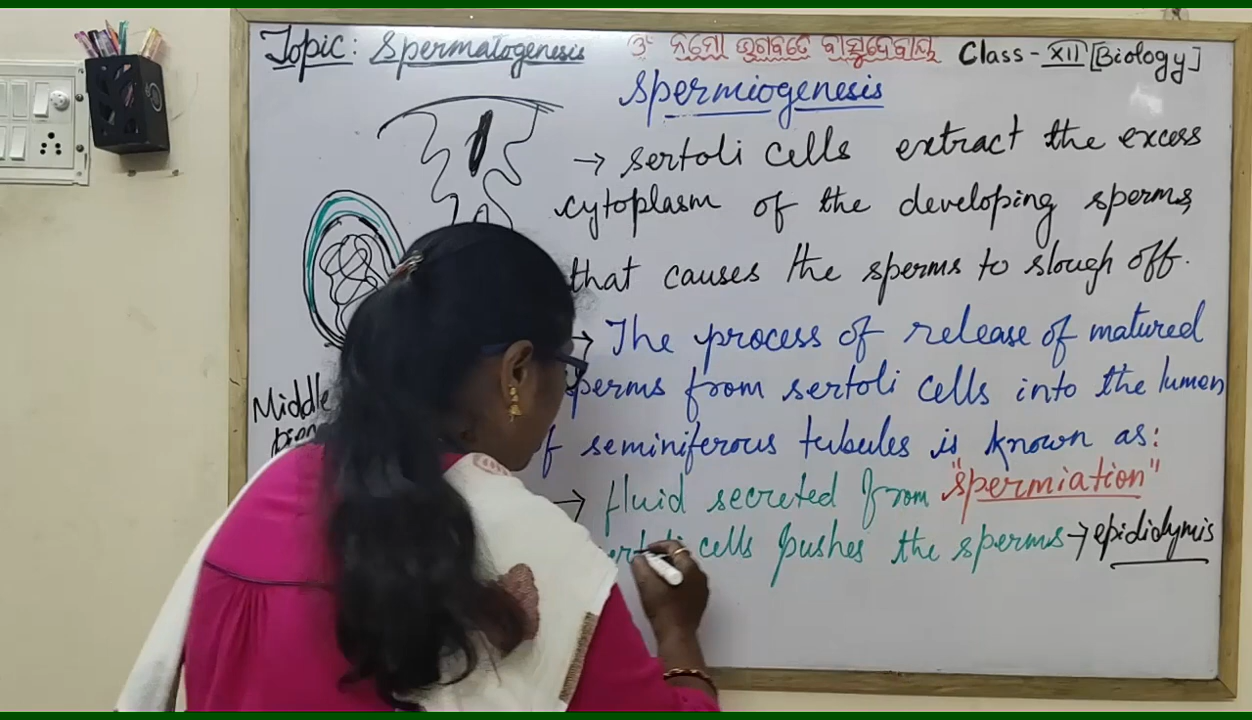 Topic: Spermatogenesis
ଓଁ ନମୋ ଭଗବତେ ବାସୁଦେବାୟ
Class - XII [Biology]
Spermiogenesis
→ Sertoli cells extract the excess
cytoplasm of the developing sperms,
that causes the sperms to slough off.
→ The process of release of matured
sperms from sertoli cells into the lumen
of seminiferous tubules is known as:
"spermiation"
→ fluid secreted from
sertoli cells pushes the sperms → epididymis
Middle